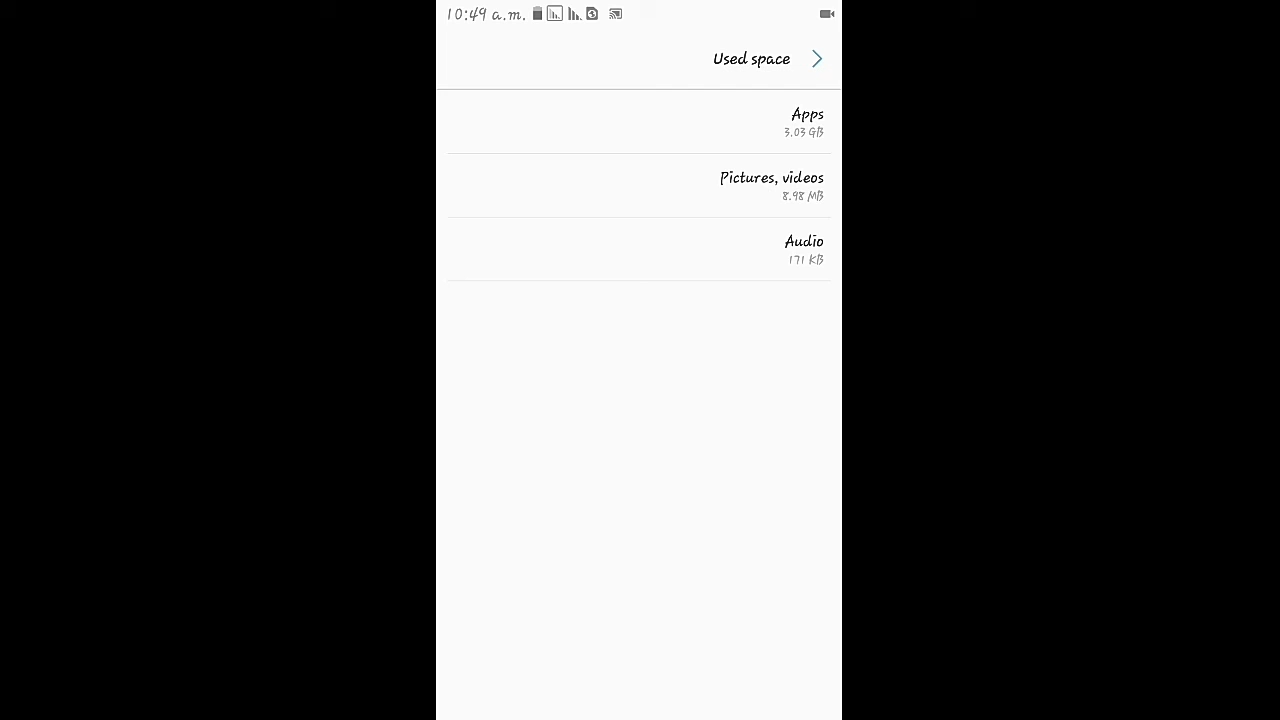 10:49 a.m.
Used space
Apps
3.03 GB
Pictures, videos
8.98 MB
Audio
171 KB